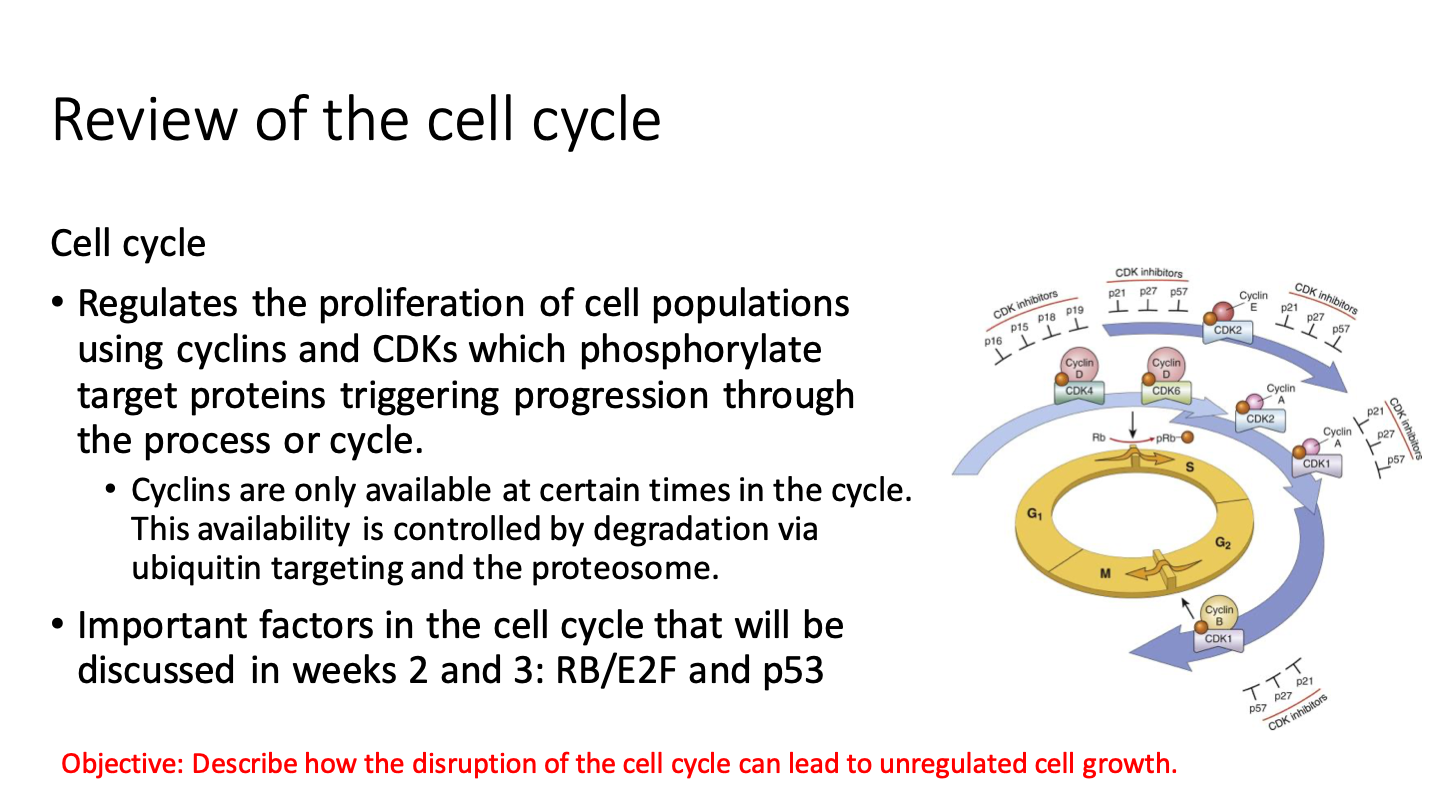 Review of the cell cycle
Cell cycle
• Regulates the proliferation of cell populations
using cyclins and CDKs which phosphorylate
target proteins triggering progression through
the process or cycle.
• Cyclins are only available at certain times in the cycle.
This availability is controlled by degradation via
ubiquitin targeting and the proteosome.
• Important factors in the cell cycle that will be
discussed in weeks 2 and 3: RB/E2F and p53
CDK inhibitors
p16 p15 p18 p19
CDK inhibitors
p21 p27 p57
Cyclin
E
CDK2
CDK inhibitors
p21
p27
p57
Cyclin
D
CDK4
Cyclin
D
CDK6
Cyclin
A
CDK2
Cyclin
A
CDK1
p21
p27
p57
CDK inhibitors
Rb pRb
G1
S
G2
M
Cyclin
B
CDK1
p57 p27 p21
CDK inhibitors
Objective: Describe how the disruption of the cell cycle can lead to unregulated cell growth.